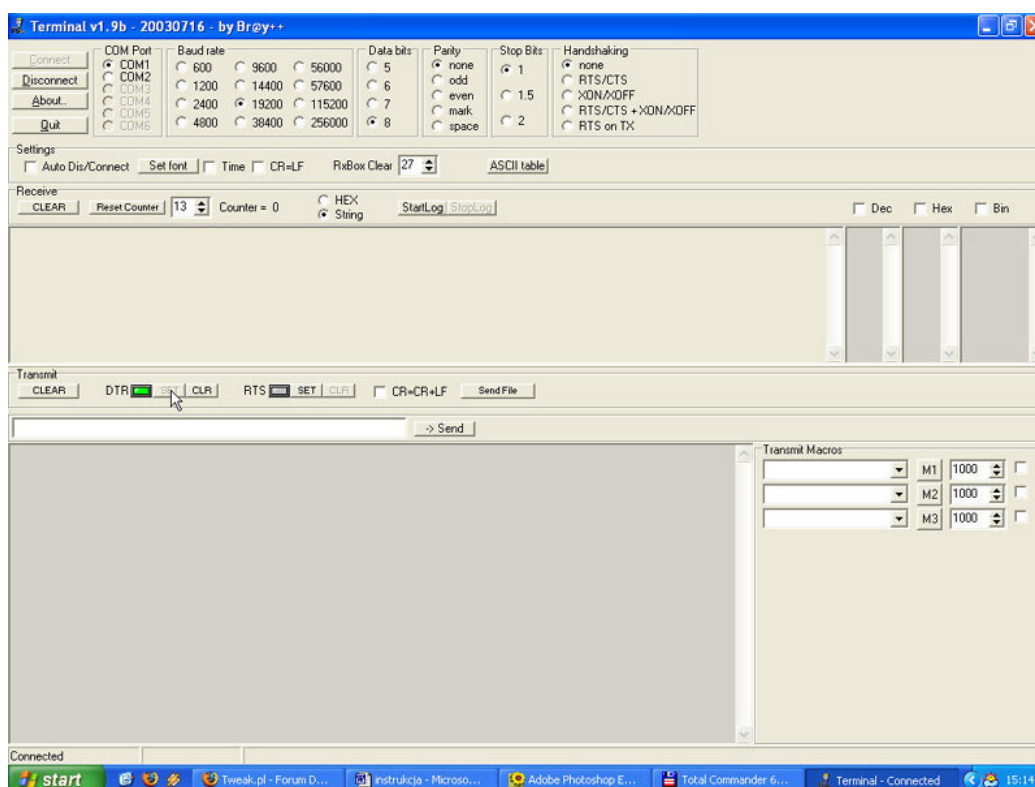 Terminal v1.9b - 20030716 - by Br@y++
Connect
Disconnect
About..
Quit
COM Port
COM1
COM2
COM3
COM4
COM5
COM6
Baud rate
600 9600 56000
1200 14400 57600
2400 19200 115200
4800 38400 256000
Data bits
5
6
7
8
Parity
none
odd
even
mark
space
Stop Bits
1
1.5
2
Handshaking
none
RTS/CTS
XON/XOFF
RTS/CTS + XON/XOFF
RTS on TX
Settings
Auto Dis/Connect Set font Time CR=LF RxBox Clear 27 ASCII table
Receive
CLEAR Reset Counter 13 Counter = 0 HEX
String
StartLog StopLog Dec Hex Bin
Transmit
CLEAR DTR SET CLR RTS SET CLR CR=CR+LF Send File
-> Send
Transmit Macros
M1 1000
M2 1000
M3 1000
Connected
start Tweak.pl - Forum D... instrukcja - Microso... Adobe Photoshop E... Total Commander 6... Terminal - Connected 15:14